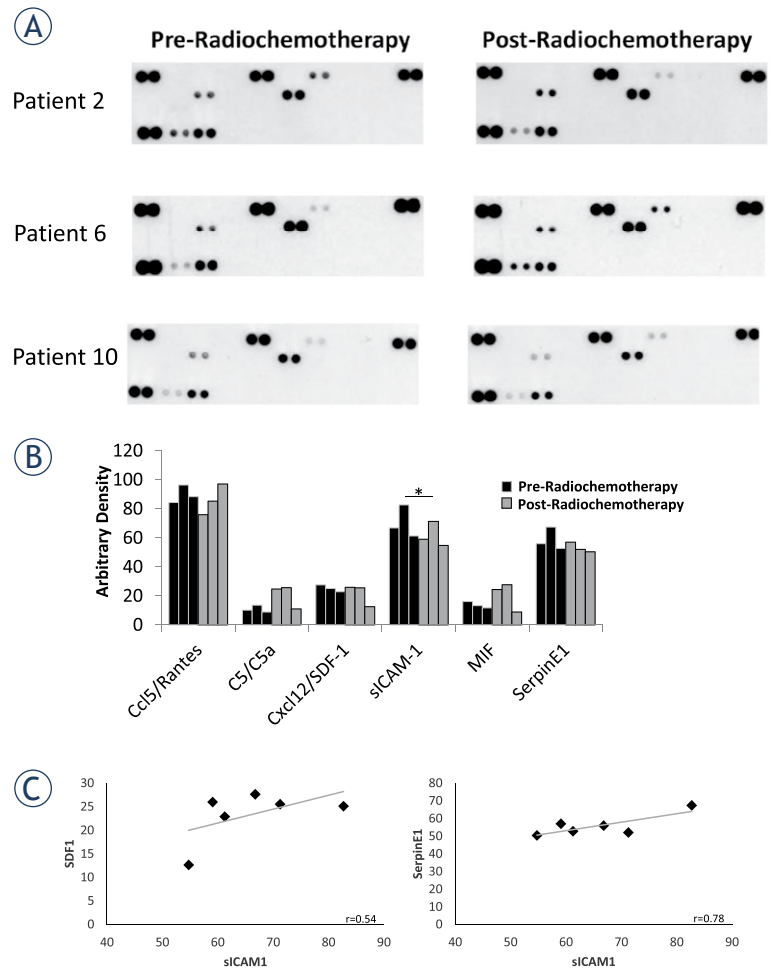 A
Pre-Radiochemotherapy Post-Radiochemotherapy
Patient 2
Patient 6
Patient 10
B
Arbitrary Density
120
100
80
60
40
20
0
*
Pre-Radiochemotherapy
Post-Radiochemotherapy
Ccl5/Rantes
C5/C5a
Cxcl12/SDF-1
sICAM-1
MIF
SerpinE1
C
SDF1
30
25
20
15
10
5
0
40 50 60 70 80 90
r=0.54
sICAM1
SerpinE1
80
70
60
50
40
30
20
10
0
40 50 60 70 80 90
r=0.78
sICAM1